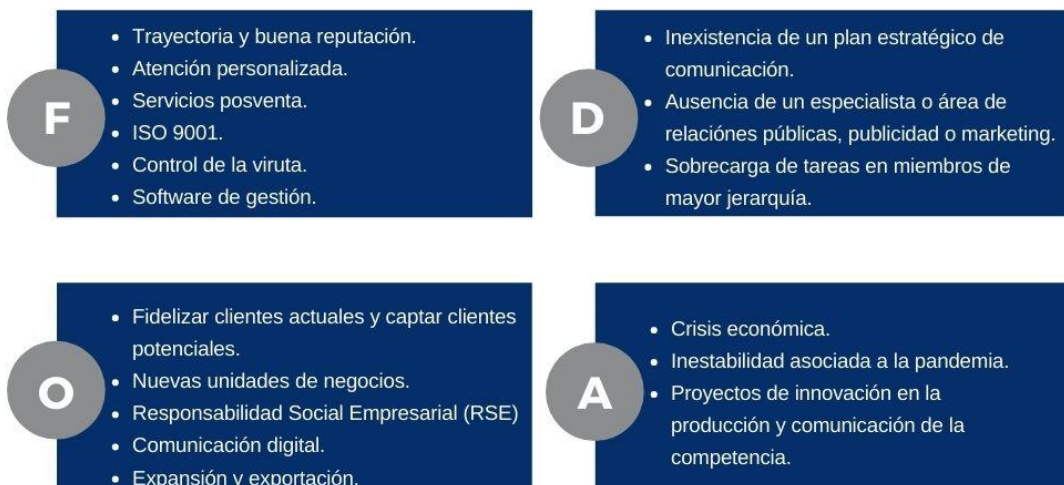 F
• Trayectoria y buena reputación.
• Atención personalizada.
• Servicios posventa.
• ISO 9001.
• Control de la viruta.
• Software de gestión.
D
• Inexistencia de un plan estratégico de
comunicación.
• Ausencia de un especialista o área de
relaciónes públicas, publicidad o marketing.
• Sobrecarga de tareas en miembros de
mayor jerarquía.
O
• Fidelizar clientes actuales y captar clientes
potenciales.
• Nuevas unidades de negocios.
• Responsabilidad Social Empresarial (RSE)
• Comunicación digital.
• Expansión y exportación.
A
• Crisis económica.
• Inestabilidad asociada a la pandemia.
• Proyectos de innovación en la
producción y comunicación de la
competencia.